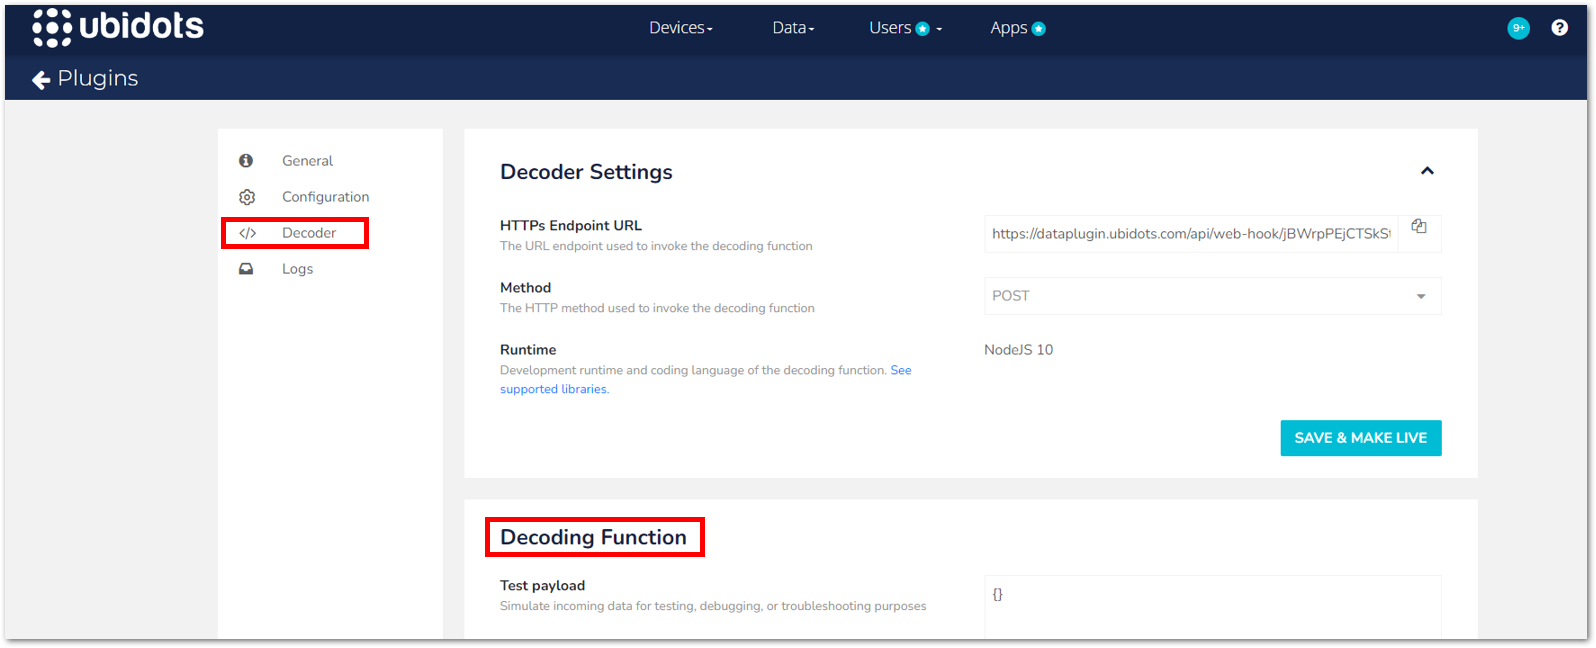 ubidots
Devices
Data
Users
Apps
9+
?
Plugins
General
Configuration
</> Decoder
Logs
Decoder Settings
HTTPs Endpoint URL
The URL endpoint used to invoke the decoding function
https://dataplugin.ubidots.com/api/web-hook/jBWrpPEjCTSkSt
Method
The HTTP method used to invoke the decoding function
POST
Runtime
NodeJS 10
Development runtime and coding language of the decoding function. See
supported libraries.
SAVE & MAKE LIVE
Decoding Function
Test payload
Simulate incoming data for testing, debugging, or troubleshooting purposes
{}